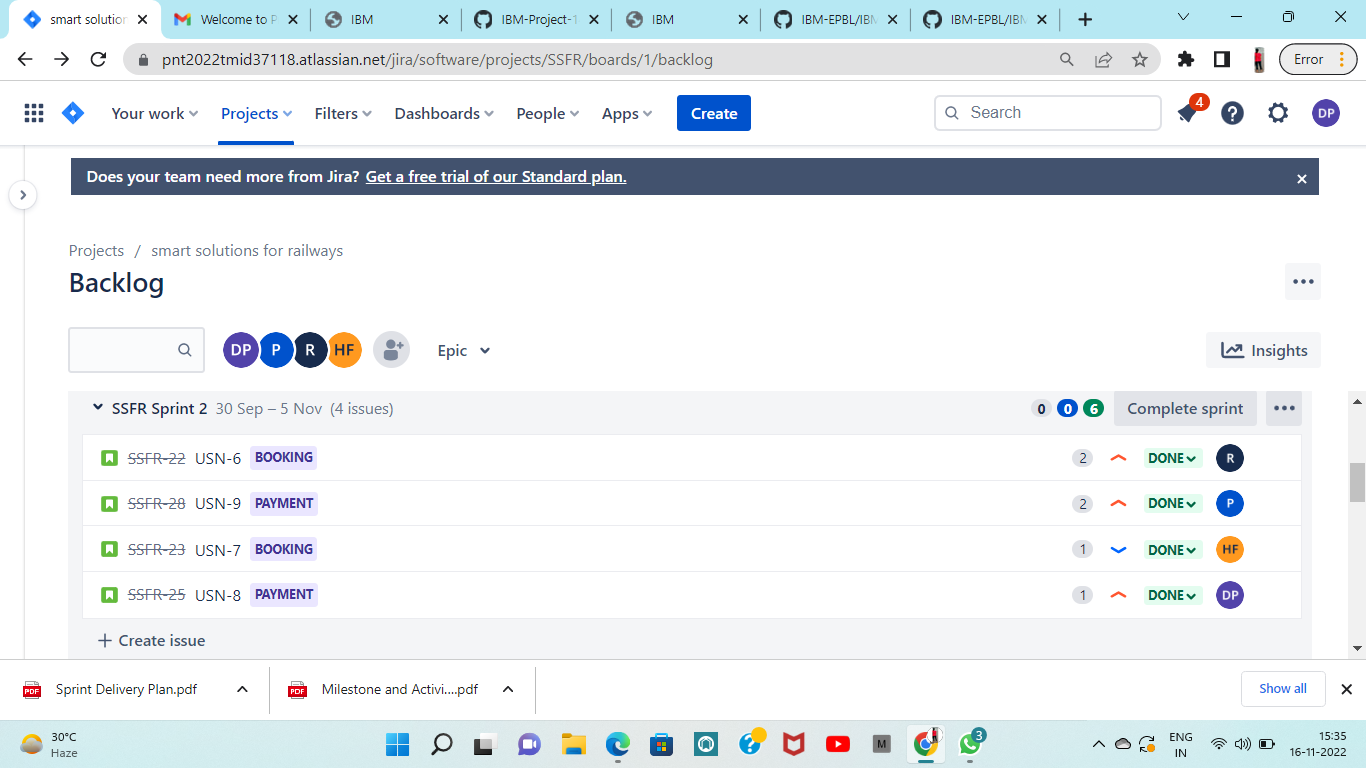 smart solution
Welcome to P
IBM
IBM-Project-1
IBM
IBM-EPBL/IBM
IBM-EPBL/IBM
pnt2022tmid37118.atlassian.net/jira/software/projects/SSFR/boards/1/backlog
Error
Your work
Projects
Filters
Dashboards
People
Apps
Create
Search
4
DP
Does your team need more from Jira? Get a free trial of our Standard plan.
Projects / smart solutions for railways
Backlog
DP P R HF
Epic
Insights
SSFR Sprint 2 30 Sep – 5 Nov (4 issues)
0 0 6 Complete sprint
SSFR-22 USN-6 BOOKING 2 DONE R
SSFR-28 USN-9 PAYMENT 2 DONE P
SSFR-23 USN-7 BOOKING 1 DONE HF
SSFR-25 USN-8 PAYMENT 1 DONE DP
+ Create issue
PDF Sprint Delivery Plan.pdf
PDF Milestone and Activi....pdf
Show all
30°C
Haze
M
3
ENG
IN
15:35
16-11-2022